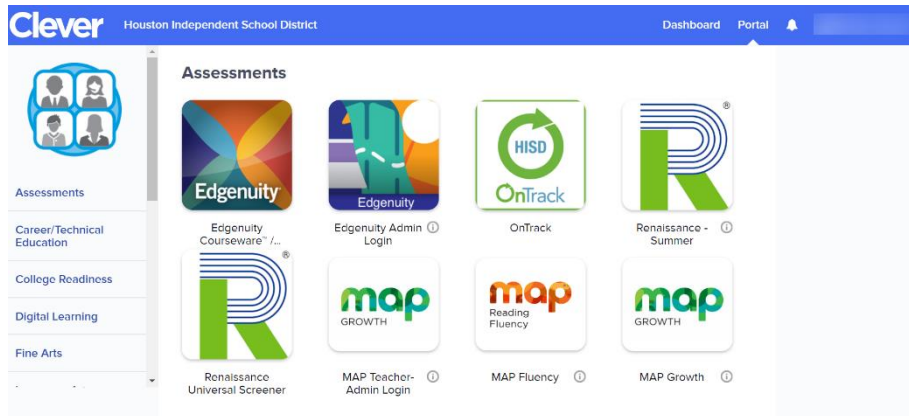 Clever Houston Independent School District Dashboard Portal
Assessments
Career/Technical
Education
College Readiness
Digital Learning
Fine Arts
Assessments
Edgenuity
Edgenuity
HISD
OnTrack
R®
Edgenuity
Courseware™ /...
Edgenuity Admin
Login
OnTrack
Renaissance -
Summer
R®
map
GROWTH
map
Reading
Fluency
map
GROWTH
Renaissance
Universal Screener
MAP Teacher-
Admin Login
MAP Fluency
MAP Growth